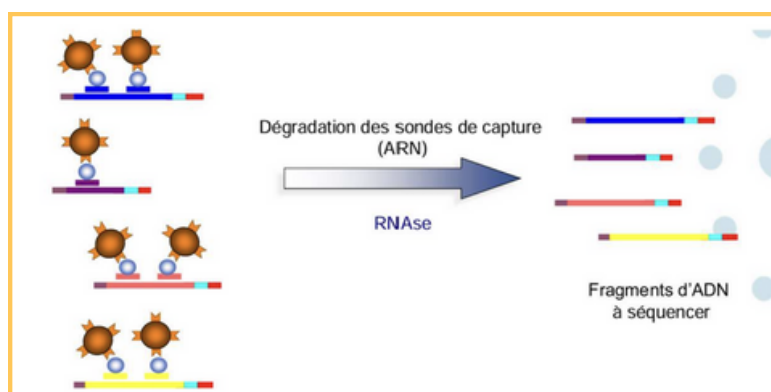 Dégradation des sondes de capture
(ARN)
RNAse
Fragments d'ADN
à séquencer